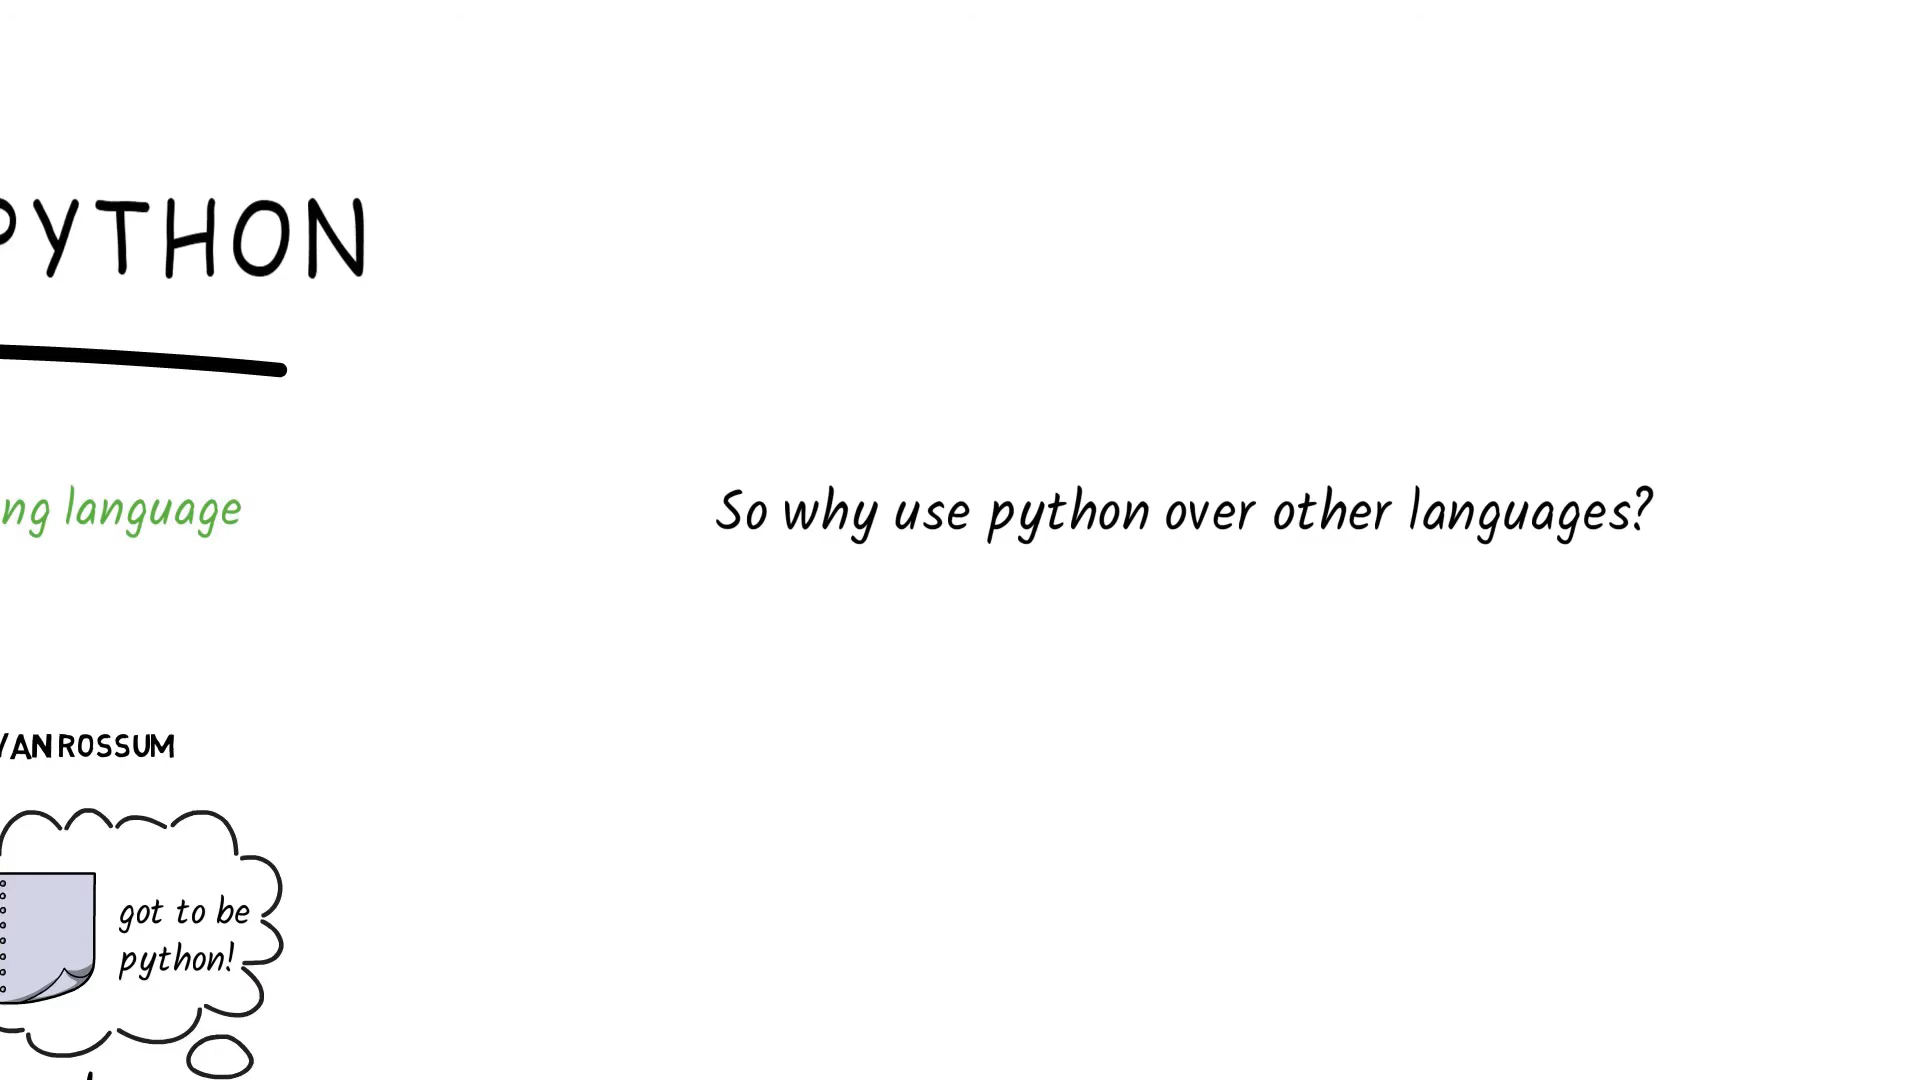 PYTHON
ng language
So why use python over other languages?
VAN ROSSUM
got to be
python!